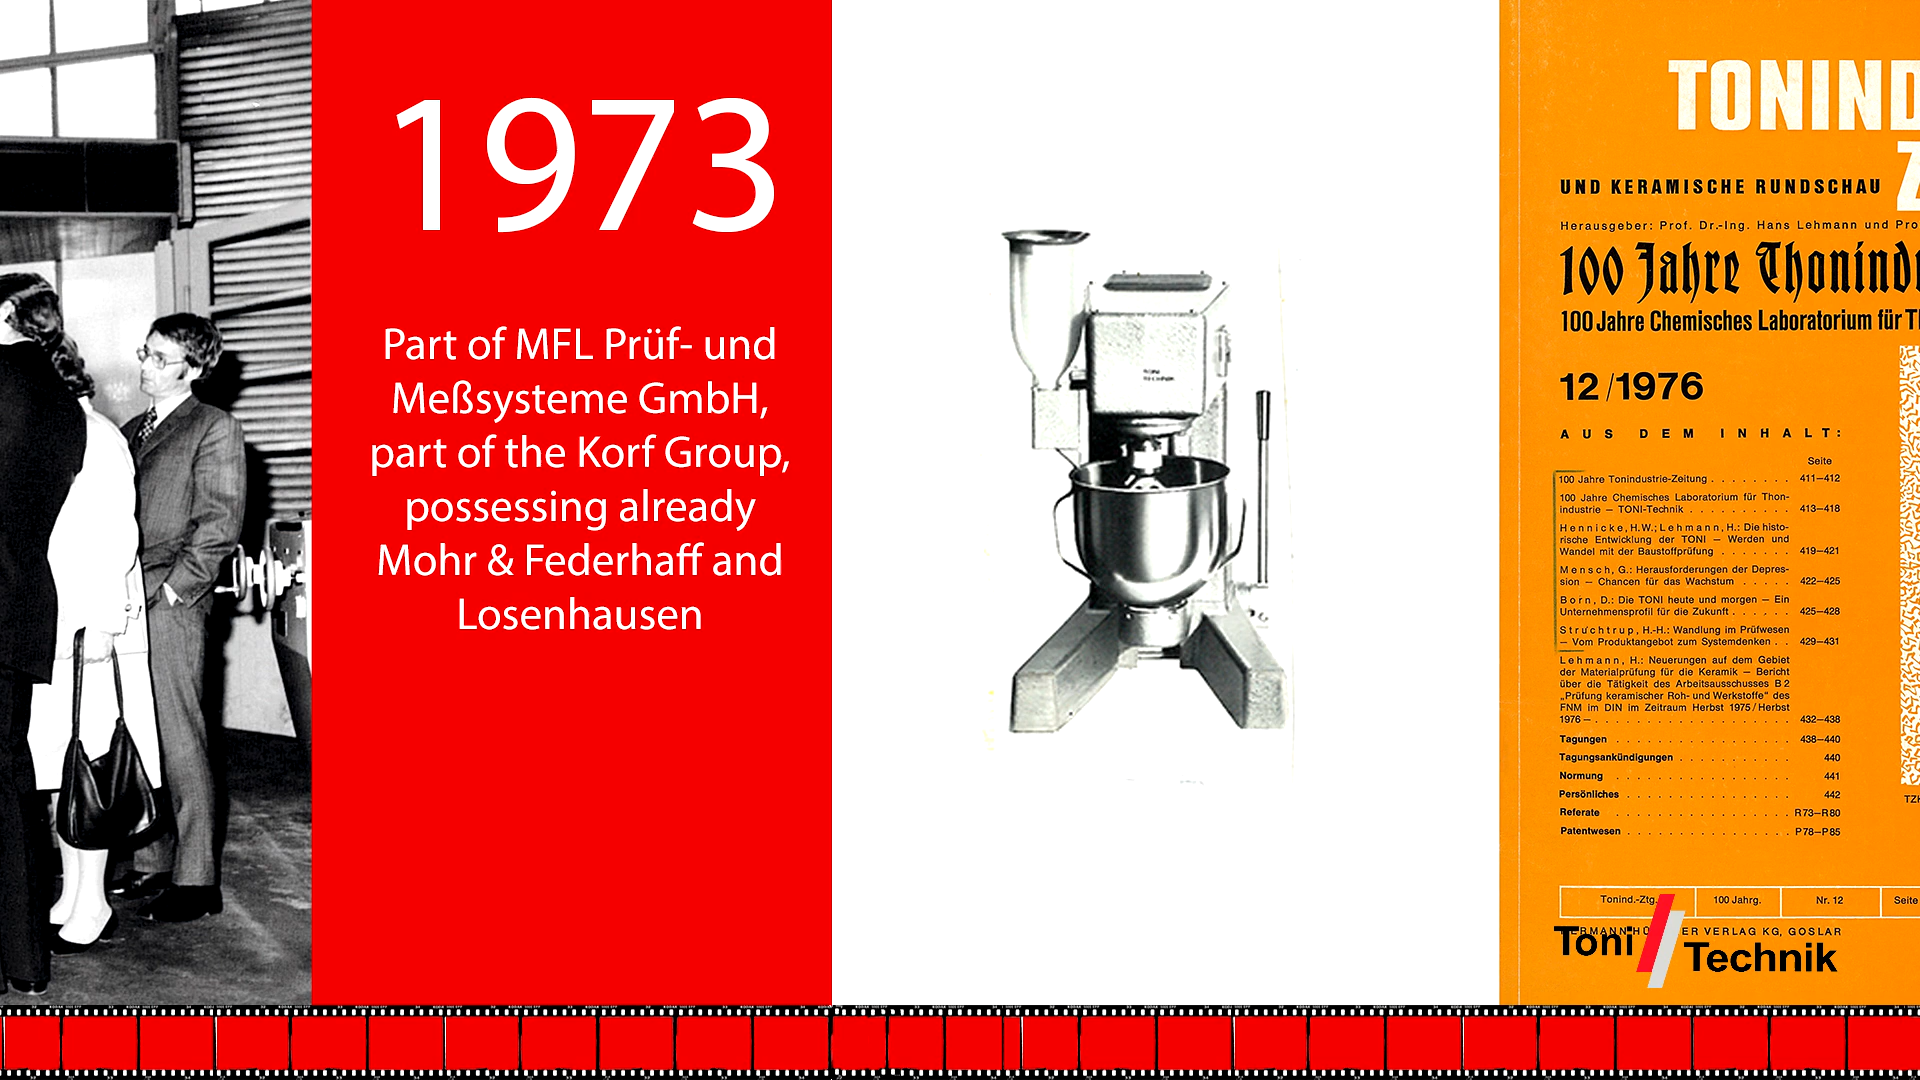 1973
Part of MFL Prüf- und
Meßsysteme GmbH,
part of the Korf Group,
possessing already
Mohr & Federhaff and
Losenhausen
TONI
TECHNIK
TONIND
Z
UND KERAMISCHE RUNDSCHAU
Herausgeber: Prof. Dr.-Ing. Hans Lehmann und Pro
100 Jahre Thonindu
100 Jahre Chemisches Laboratorium für Th
12/1976
AUS DEM INHALT:
Seite
100 Jahre Tonindustrie-Zeitung . . . . . . . . 411—412
100 Jahre Chemisches Laboratorium für Thon-
industrie — TONI-Technik . . . . . . . . . . 413—418
Hennicke, H.W.; Lehmann, H.: Die histo-
rische Entwicklung der TONI — Werden und
Wandel mit der Baustoffprüfung . . . . . . . 419—421
Mensch, G.: Herausforderungen der Depres-
sion — Chancen für das Wachstum . . . . . 422—425
Born, D.: Die TONI heute und morgen — Ein
Unternehmensprofil für die Zukunft . . . . . . 425—428
Struchtrup, H.-H.: Wandlung im Prüfwesen
— Vom Produktangebot zum Systemdenken . . 429—431
Lehmann, H.: Neuerungen auf dem Gebiet
der Materialprüfung für die Keramik — Bericht
über die Tätigkeit des Arbeitsausschusses B 2
„Prüfung keramischer Roh- und Werkstoffe" des
FNM im DIN im Zeitraum Herbst 1975/Herbst
1976 — . . . . . . . . . . . . . . . . . . 432—438
Tagungen . . . . . . . . . . . . . . . . 438—440
Tagungsankündigungen . . . . . . . . . . . 440
Normung . . . . . . . . . . . . . . . . . 441
Persönliches . . . . . . . . . . . . . . . 442
Referate . . . . . . . . . . . . . . . . . R73—R80
Patentwesen . . . . . . . . . . . . . . . P78—P85
TZH
Tonind.-Ztg. 100 Jahrg. Nr. 12 Seite
ER VERLAG KG, GOSLAR
Toni
Technik